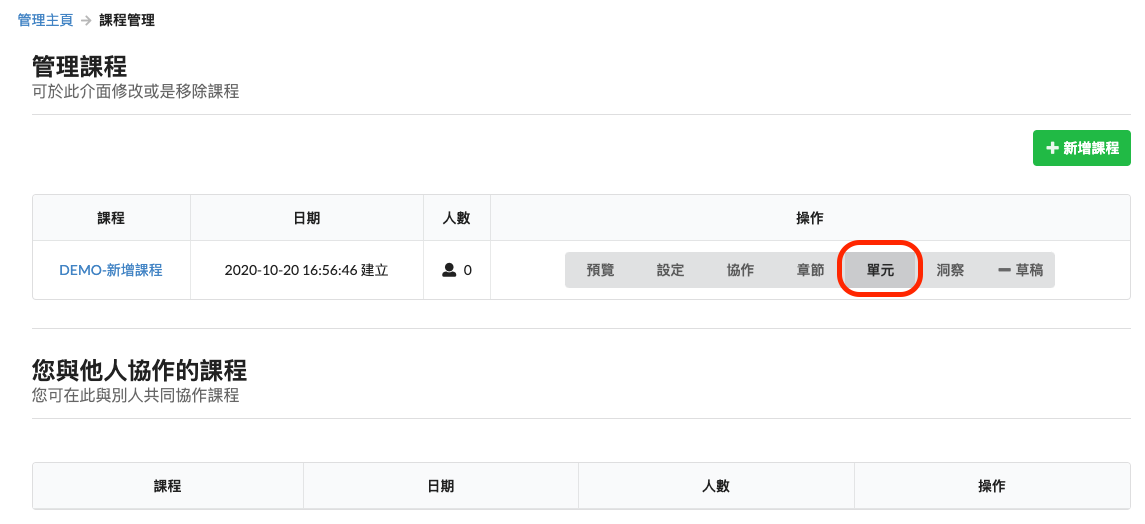 管理主頁 → 課程管理
管理課程
可於此介面修改或是移除課程
新增課程
課程 日期 人數 操作
DEMO-新增課程 2020-10-20 16:56:46 建立 0 預覽 設定 協作 章節 單元 洞察 草稿
您與他人協作的課程
您可在此與別人共同協作課程
課程 日期 人數 操作